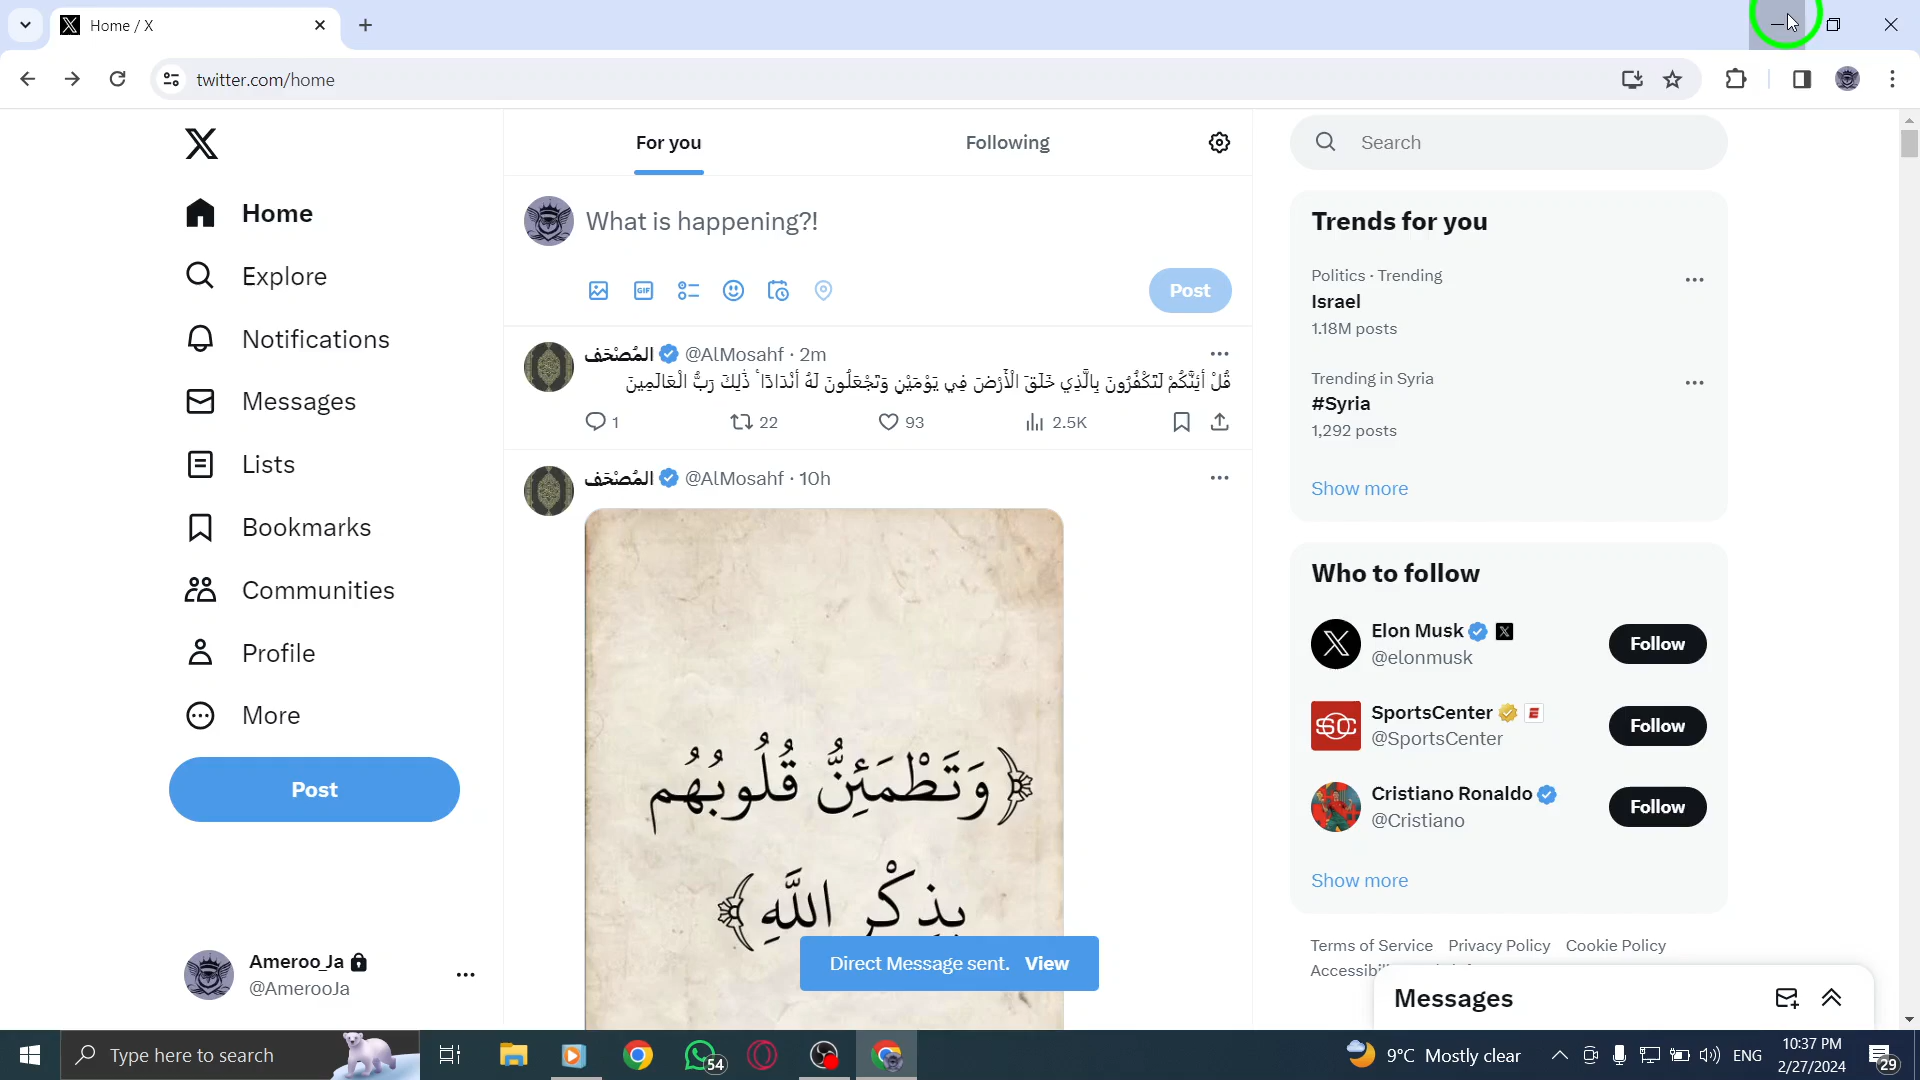 Home / X
twitter.com/home
Home
Explore
Notifications
Messages
Lists
Bookmarks
Communities
Profile
More
Post
Ameroo_Ja
@AmerooJa
For you
Following
What is happening?!
GIF
Post
المُصْحَف @AlMosahf · 2m
قُلْ أَئِنَّكُمْ لَتَكْفُرُونَ بِالَّذِي خَلَقَ الْأَرْضَ فِي يَوْمَيْنِ وَتَجْعَلُونَ لَهُ أَندَادًا ۚ ذَٰلِكَ رَبُّ الْعَالَمِينَ
1 22 93 2.5K
المُصْحَف @AlMosahf · 10h
﴿وَتَطْمَئِنُّ قُلُوبُهُم
بِذِكْرِ اللَّهِ﴾
Direct Message sent. View
Search
Trends for you
Politics · Trending
Israel
1.18M posts
Trending in Syria
#Syria
1,292 posts
Show more
Who to follow
Elon Musk
@elonmusk
Follow
SportsCenter
@SportsCenter
Follow
Cristiano Ronaldo
@Cristiano
Follow
Show more
Terms of Service Privacy Policy Cookie Policy
Messages
Type here to search
54
9°C Mostly clear
ENG
10:37 PM
2/27/2024
29